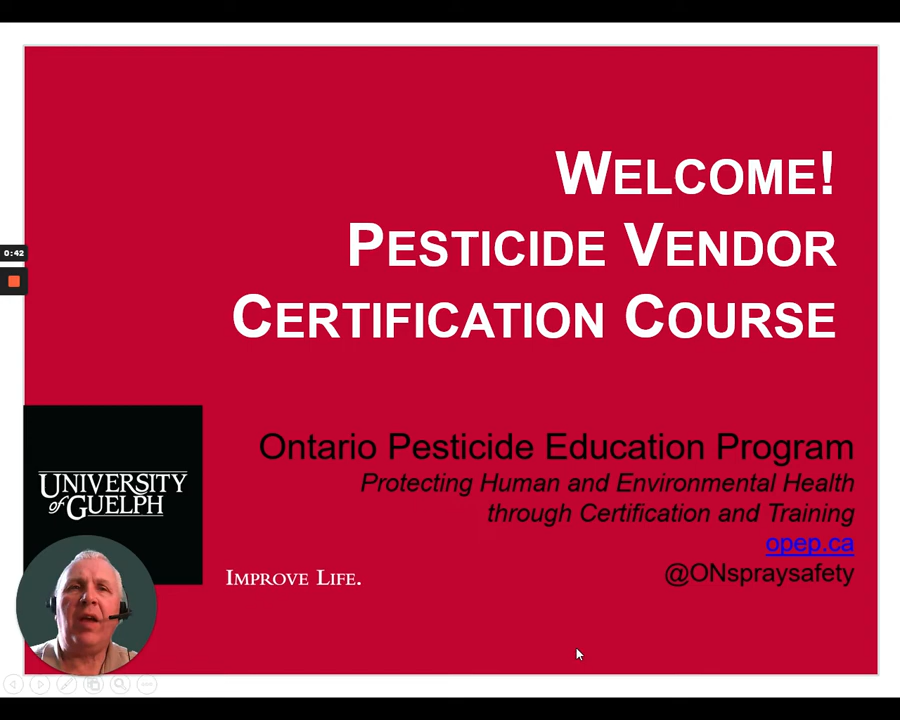 WELCOME!
PESTICIDE VENDOR
CERTIFICATION COURSE
0:42
Ontario Pesticide Education Program
Protecting Human and Environmental Health
through Certification and Training
opep.ca
@ONspraysafety
UNIVERSITY
of GUELPH
IMPROVE LIFE.